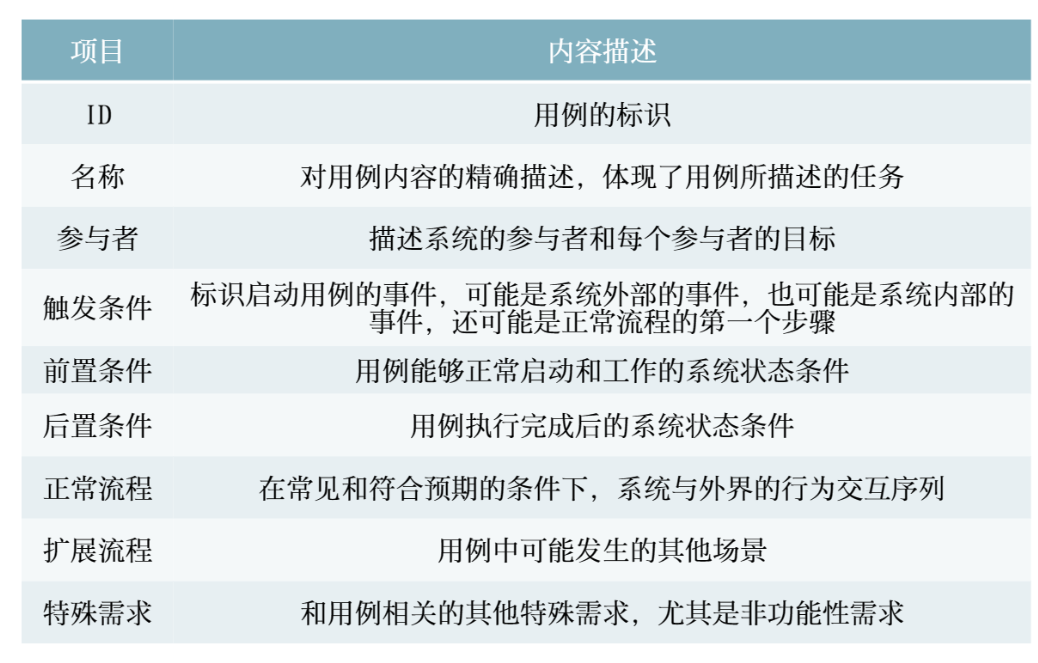 项目 内容描述
ID 用例的标识
名称 对用例内容的精确描述，体现了用例所描述的任务
参与者 描述系统的参与者和每个参与者的目标
触发条件 标识启动用例的事件，可能是系统外部的事件，也可能是系统内部的
事件，还可能是正常流程的第一个步骤
前置条件 用例能够正常启动和工作的系统状态条件
后置条件 用例执行完成后的系统状态条件
正常流程 在常见和符合预期的条件下，系统与外界的行为交互序列
扩展流程 用例中可能发生的其他场景
特殊需求 和用例相关的其他特殊需求，尤其是非功能性需求